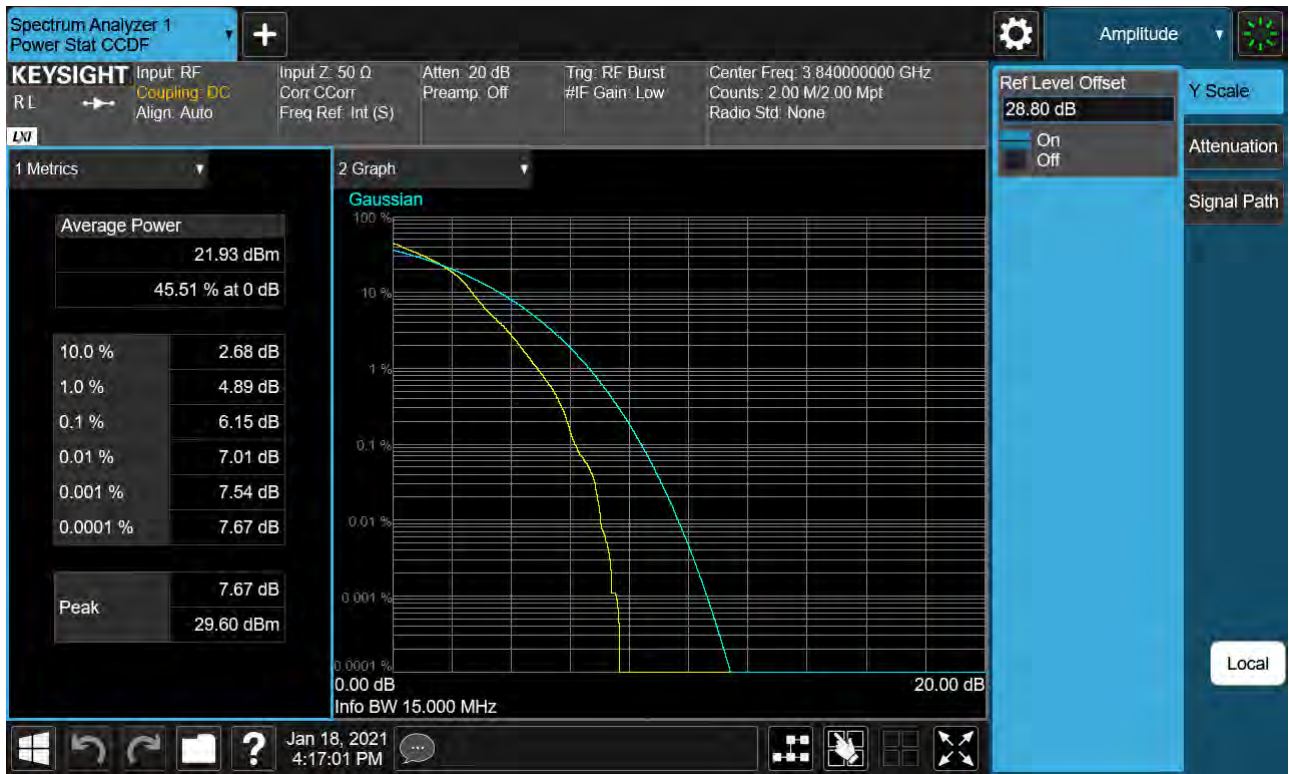 Spectrum Analyzer 1
Power Stat CCDF
+
Amplitude
KEYSIGHT
RL
LXI
Input: RF
Coupling: DC
Align: Auto
Input Z: 50 Ω
Corr CCorr
Freq Ref: Int (S)
Atten: 20 dB
Preamp: Off
Trig: RF Burst
#IF Gain: Low
Center Freq: 3.840000000 GHz
Counts: 2.00 M/2.00 Mpt
Radio Std: None
Ref Level Offset
28.80 dB
On
Off
Y Scale
Attenuation
Signal Path
Local
1 Metrics
Average Power
21.93 dBm
45.51 % at 0 dB
10.0 % 2.68 dB
1.0 % 4.89 dB
0.1 % 6.15 dB
0.01 % 7.01 dB
0.001 % 7.54 dB
0.0001 % 7.67 dB
Peak
7.67 dB
29.60 dBm
2 Graph
Gaussian
100 %
10 %
1 %
0.1 %
0.01 %
0.001 %
0.0001 %
0.00 dB 20.00 dB
Info BW 15.000 MHz
?
Jan 18, 2021
4:17:01 PM